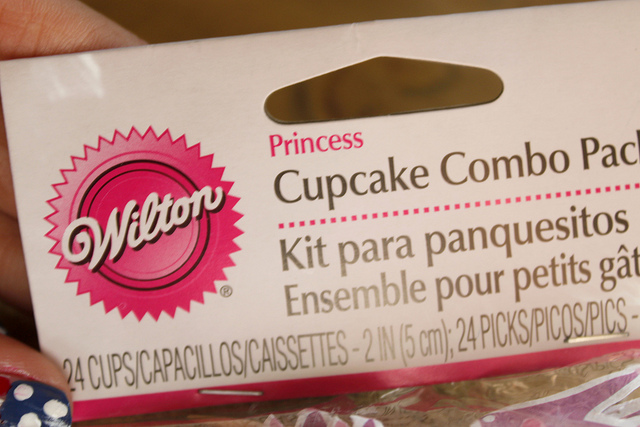 Wilton
®
Princess
Cupcake Combo Pac
Kit para panquesitos
Ensemble pour petits gât
24 CUPS/CAPACILLOS/CAISSETTES - 2 IN (5 cm); 24 PICKS/PICOS/PICS -